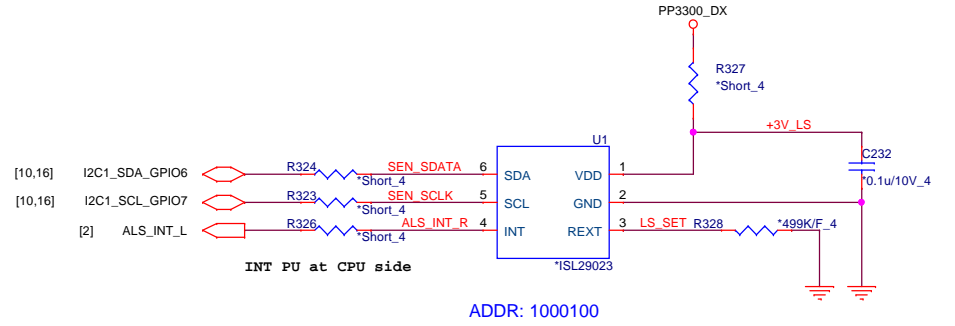 PP3300_DX
R327
*Short_4
+3V_LS
U1
C232
*0.1u/10V_4
[10,16] I2C1_SDA_GPIO6 R324 *Short_4 SEN_SDATA 6 SDA VDD 1
[10,16] I2C1_SCL_GPIO7 R323 *Short_4 SEN_SCLK 5 SCL GND 2
[2] ALS_INT_L R326 *Short_4 ALS_INT_R 4 INT REXT 3 LS_SET R328 *499K/F_4
INT PU at CPU side
*ISL29023
ADDR: 1000100